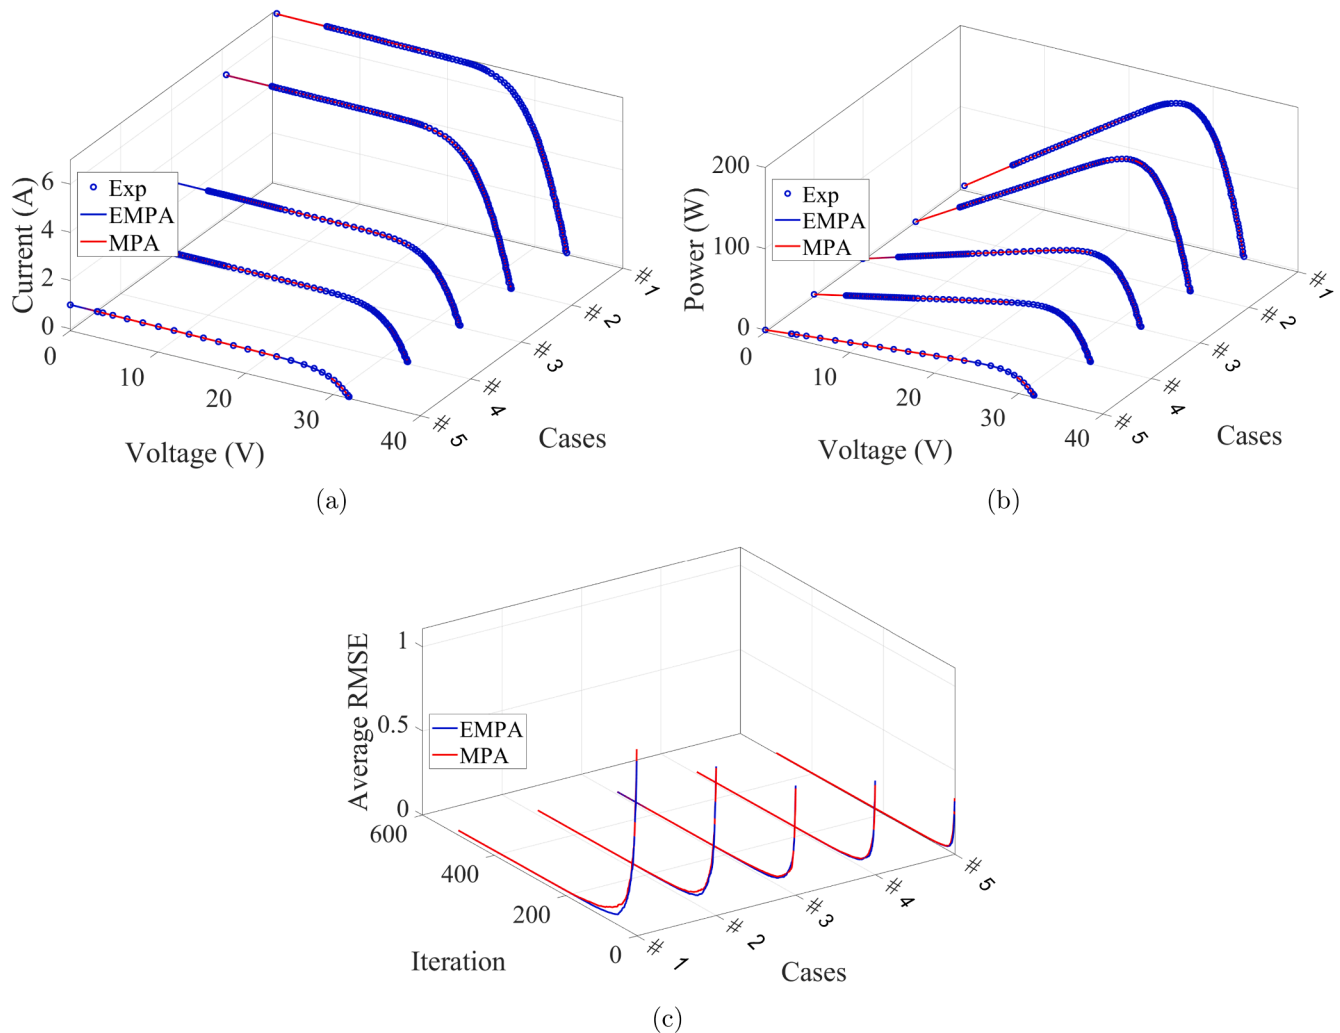 6
4
2
0
Current (A)
Exp
EMPA
MPA
0
10
20
30
40
Voltage (V)
# 1
# 2
# 3
# 4
# 5
Cases
(a)
200
100
0
Power (W)
Exp
EMPA
MPA
0
10
20
30
40
Voltage (V)
# 1
# 2
# 3
# 4
# 5
Cases
(b)
1
0.5
0
Average RMSE
EMPA
MPA
600
400
200
0
Iteration
# 1
# 2
# 3
# 4
# 5
Cases
(c)